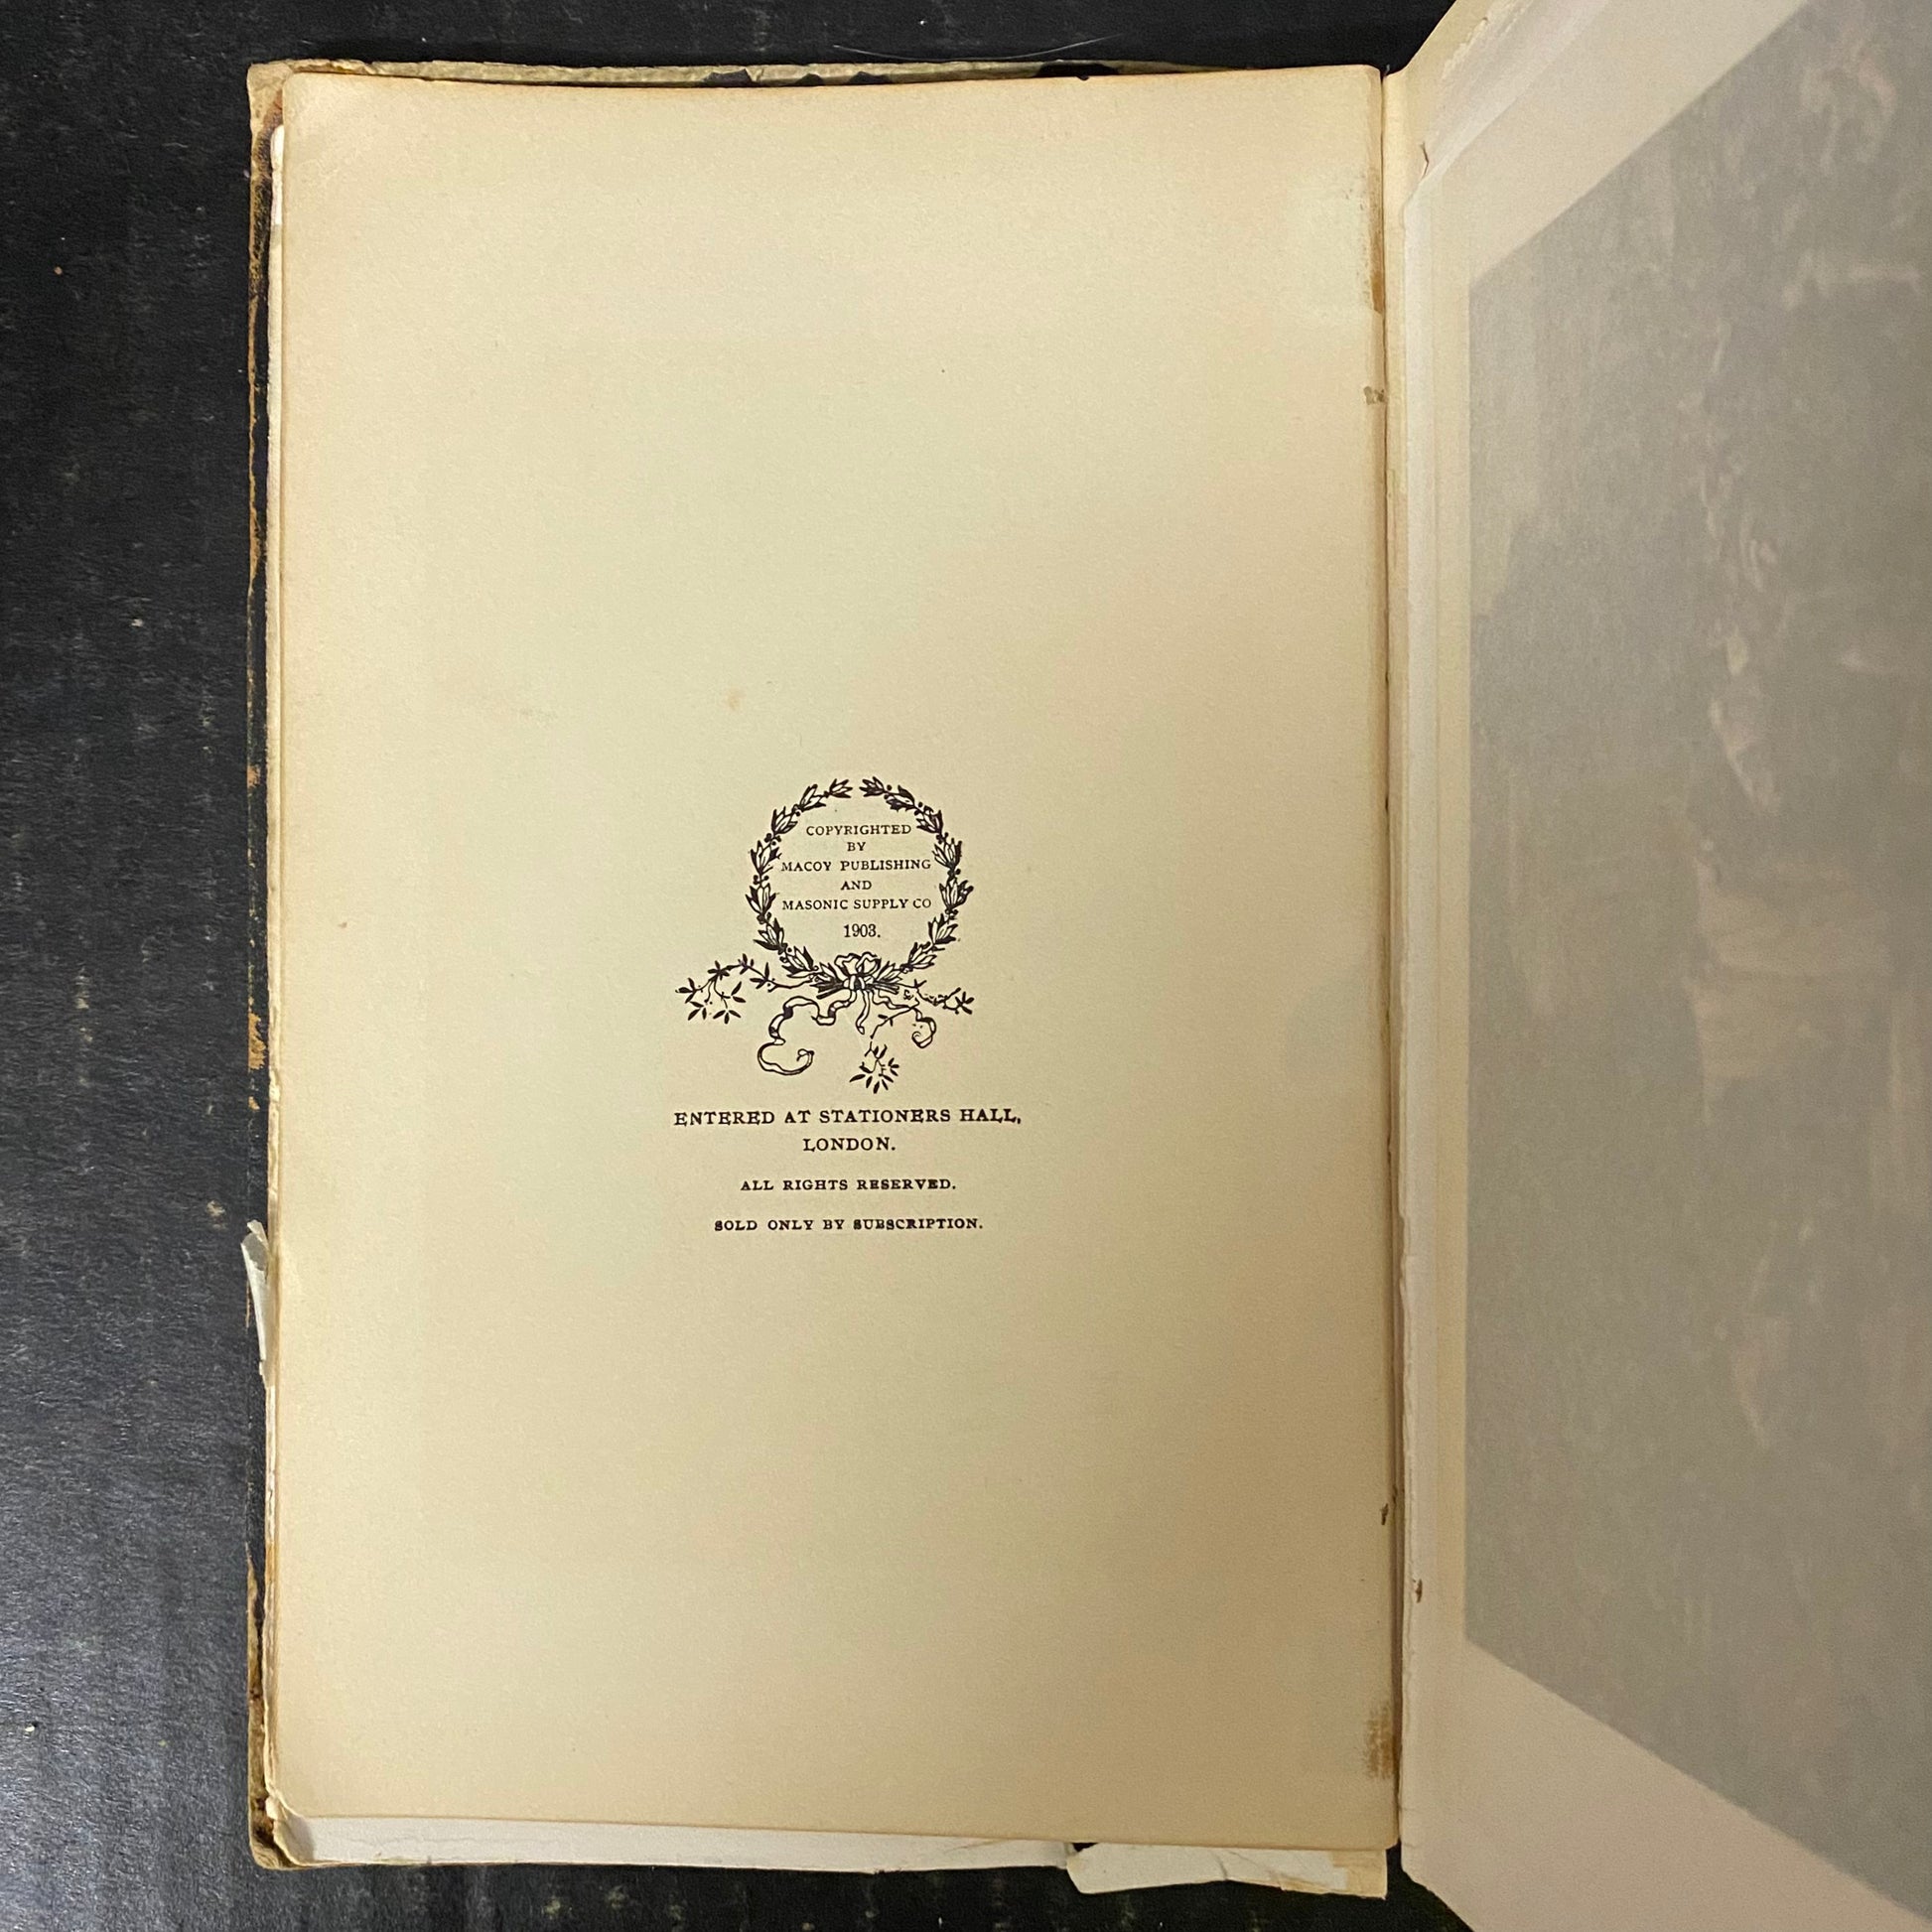 COPYRIGHTED
BY
MACOY PUBLISHING
AND
MASONIC SUPPLY CO
1903.
ENTERED AT STATIONERS HALL,
LONDON.
ALL RIGHTS RESERVED.
SOLD ONLY BY SUBSCRIPTION.